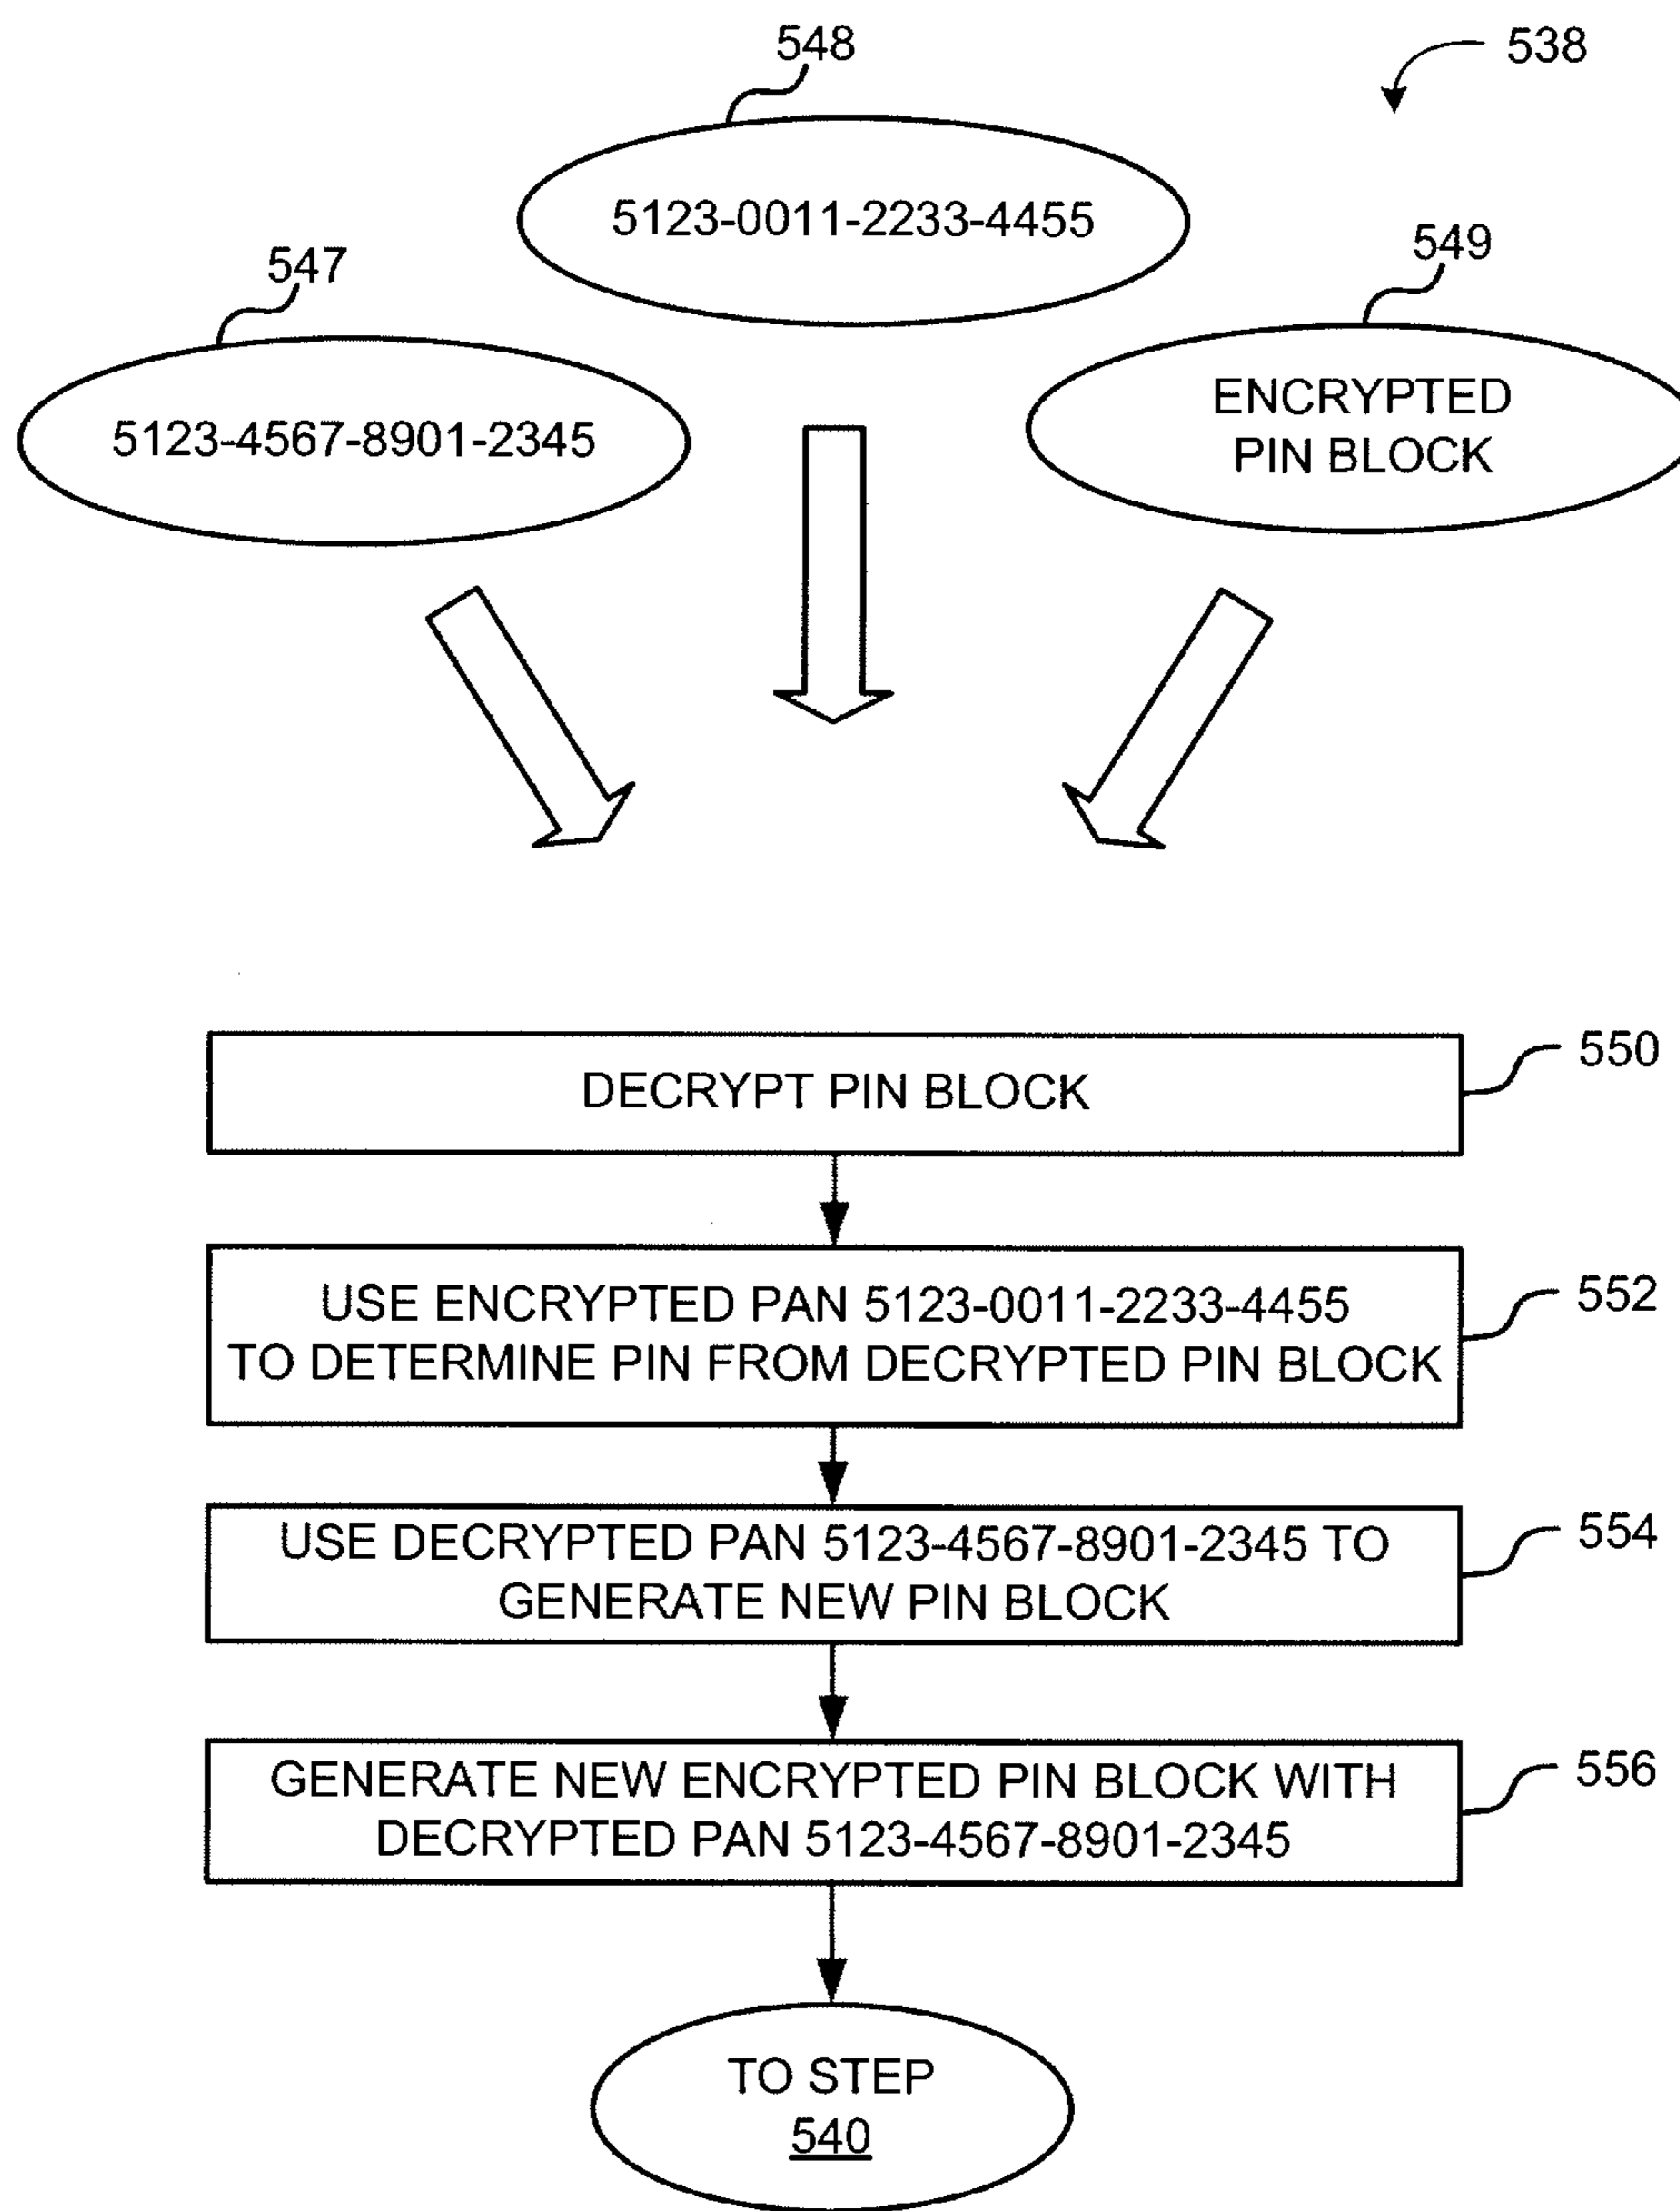 548
538
5123-0011-2233-4455
549
547
5123-4567-8901-2345
ENCRYPTED
PIN BLOCK
DECRYPT PIN BLOCK
550
USE ENCRYPTED PAN 5123-0011-2233-4455
TO DETERMINE PIN FROM DECRYPTED PIN BLOCK
552
USE DECRYPTED PAN 5123-4567-8901-2345 TO
GENERATE NEW PIN BLOCK
554
GENERATE NEW ENCRYPTED PIN BLOCK WITH
DECRYPTED PAN 5123-4567-8901-2345
556
TO STEP
540